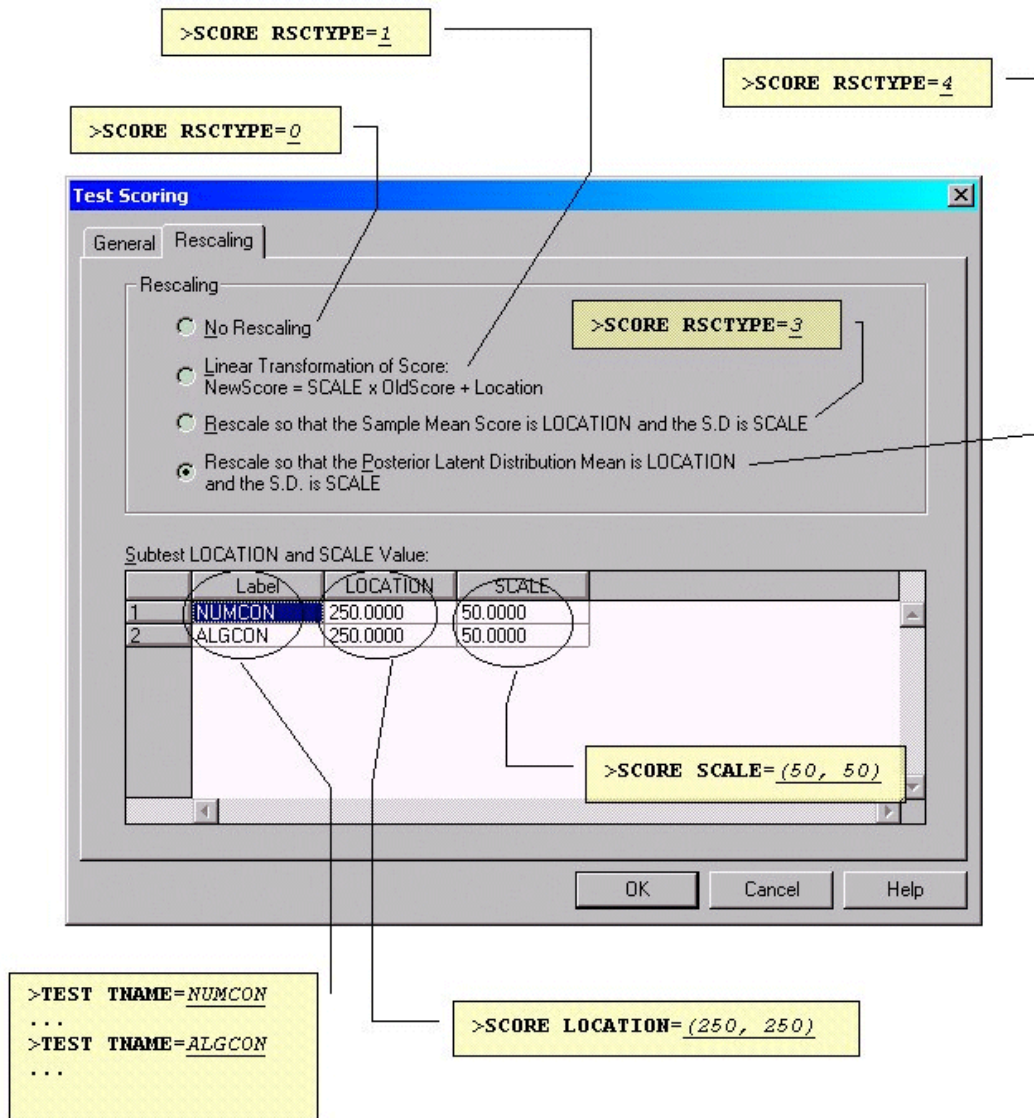 >SCORE RSCTYPE=1
>SCORE RSCTYPE=4
>SCORE RSCTYPE=0
Test Scoring
General Rescaling
Rescaling
No Rescaling
>SCORE RSCTYPE=3
Linear Transformation of Score:
NewScore = SCALE x OldScore + Location
Rescale so that the Sample Mean Score is LOCATION and the S.D is SCALE
Rescale so that the Posterior Latent Distribution Mean is LOCATION
and the S.D. is SCALE
Subtest LOCATION and SCALE Value:
Label LOCATION SCALE
1 NUMCON 250.0000 50.0000
2 ALGCON 250.0000 50.0000
>SCORE SCALE=(50, 50)
OK Cancel Help
>TEST TNAME=NUMCON
...
>TEST TNAME=ALGCON
...
>SCORE LOCATION=(250, 250)